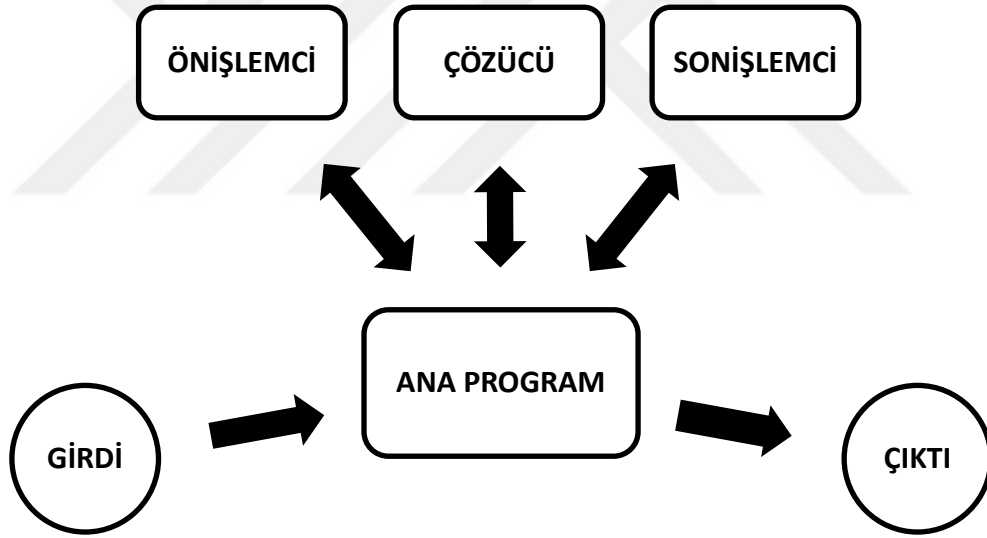 ÖNİŞLEMCİ
ÇÖZÜCÜ
SONİŞLEMCİ
ANA PROGRAM
GİRDİ
ÇIKTI